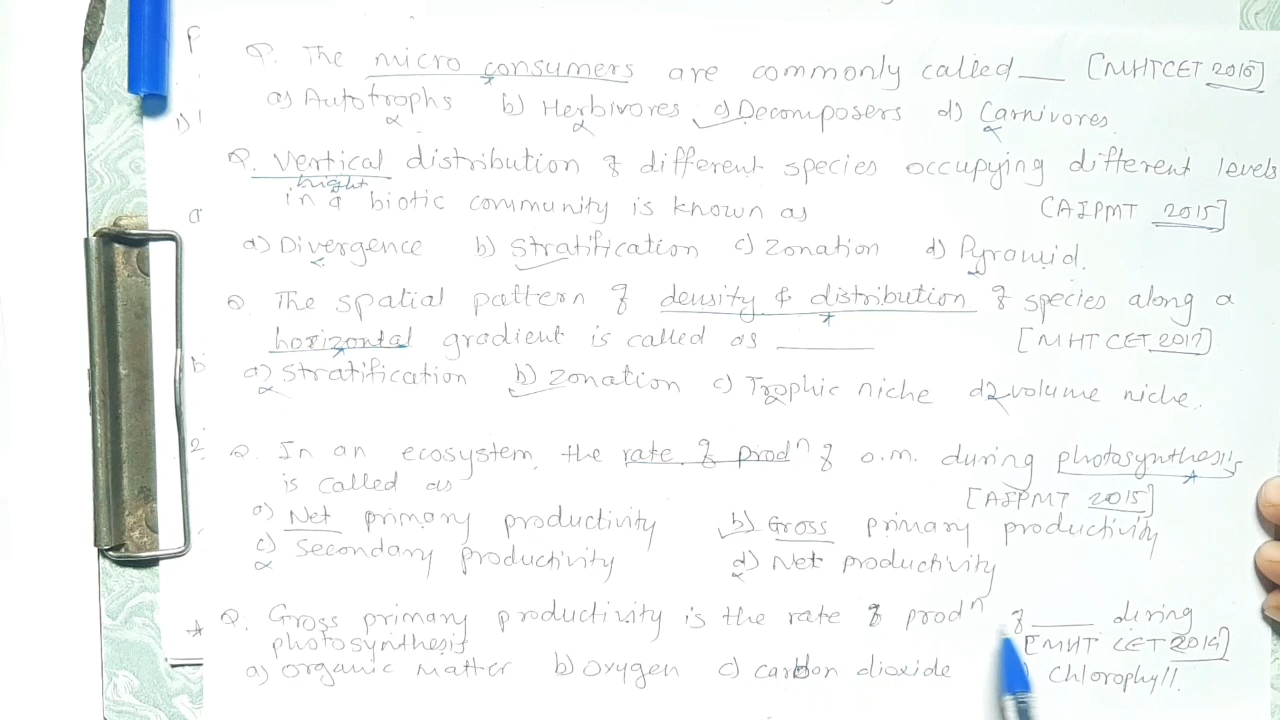 Q. The micro consumers are commonly called ___ [MHTCET 2016]
a) Autotrophs b) Herbivores c) Decomposers d) Carnivores.
Q. Vertical distribution of different species occupying different levels
hight
in a biotic community is known as (AIPMT 2015]
a) Divergence b) Stratification c) Zonation d) Pyramid.
Q The spatial pattern of density & distribution of species along a
horizontal gradient is called as ______ [MHT CET 2017]
a) Stratification b) Zonation c) Trophic niche d) volume niche.
Q. In an ecosystem, the rate of prodn of o.m. during photosynthesis
is called as [AIPMT 2015]
a) Net primary productivity b) Gross primary productivity
c) Secondary productivity d) Net productivity
Q. Gross primary productivity is the rate of prodn of ____ during
photosynthesis [MHT CET 2014]
a) organic matter b) oxygen c) carbon dioxide Chlorophyll.